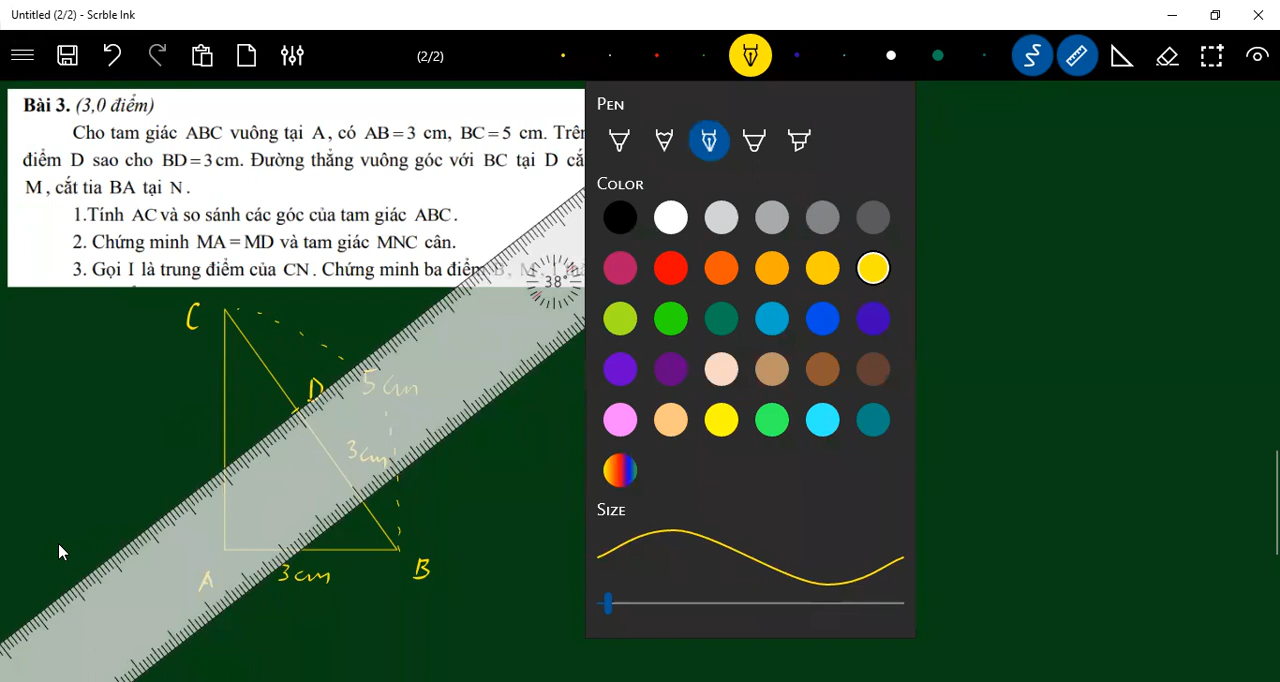 Untitled (2/2) - Scrble Ink
(2/2)
Bài 3. (3,0 điểm)
Cho tam giác ABC vuông tại A, có AB=3 cm, BC=5 cm. Trên
điểm D sao cho BD=3cm. Đường thẳng vuông góc với BC tại D
M, cắt tia BA tại N.
1.Tính AC và so sánh các góc của tam giác ABC.
2. Chứng minh MA=MD và tam giác MNC cân.
3. Gọi I là trung điểm của CN. Chứng minh ba điểm B, M, I
38°
C
D
5cm
3cm
A
3cm
B
PEN
COLOR
SIZE